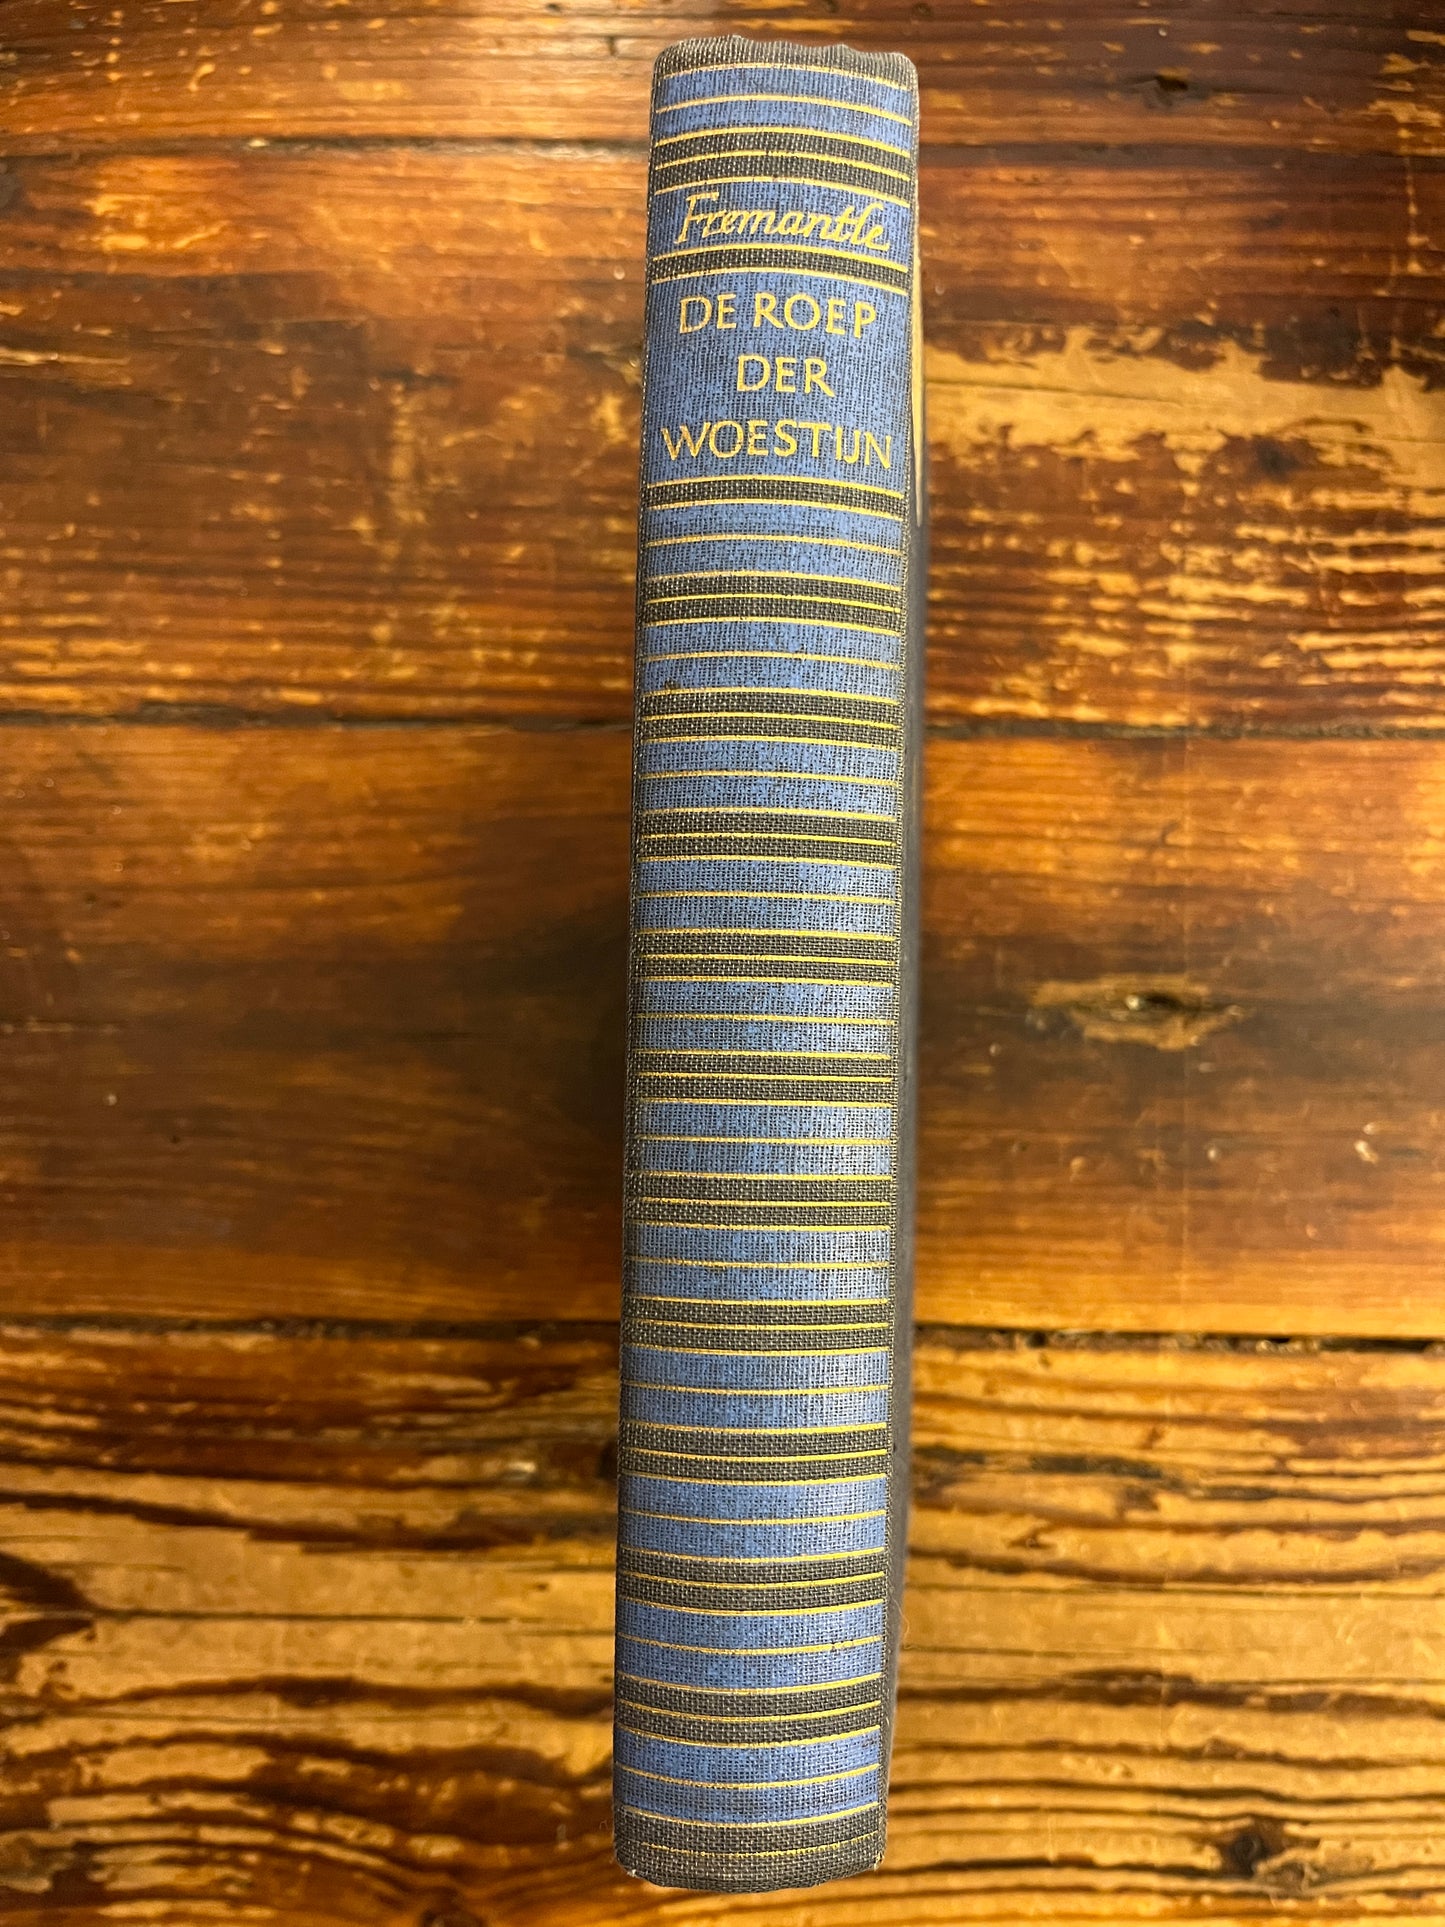 Fremantle
DE ROEP
DER
WOESTIJN